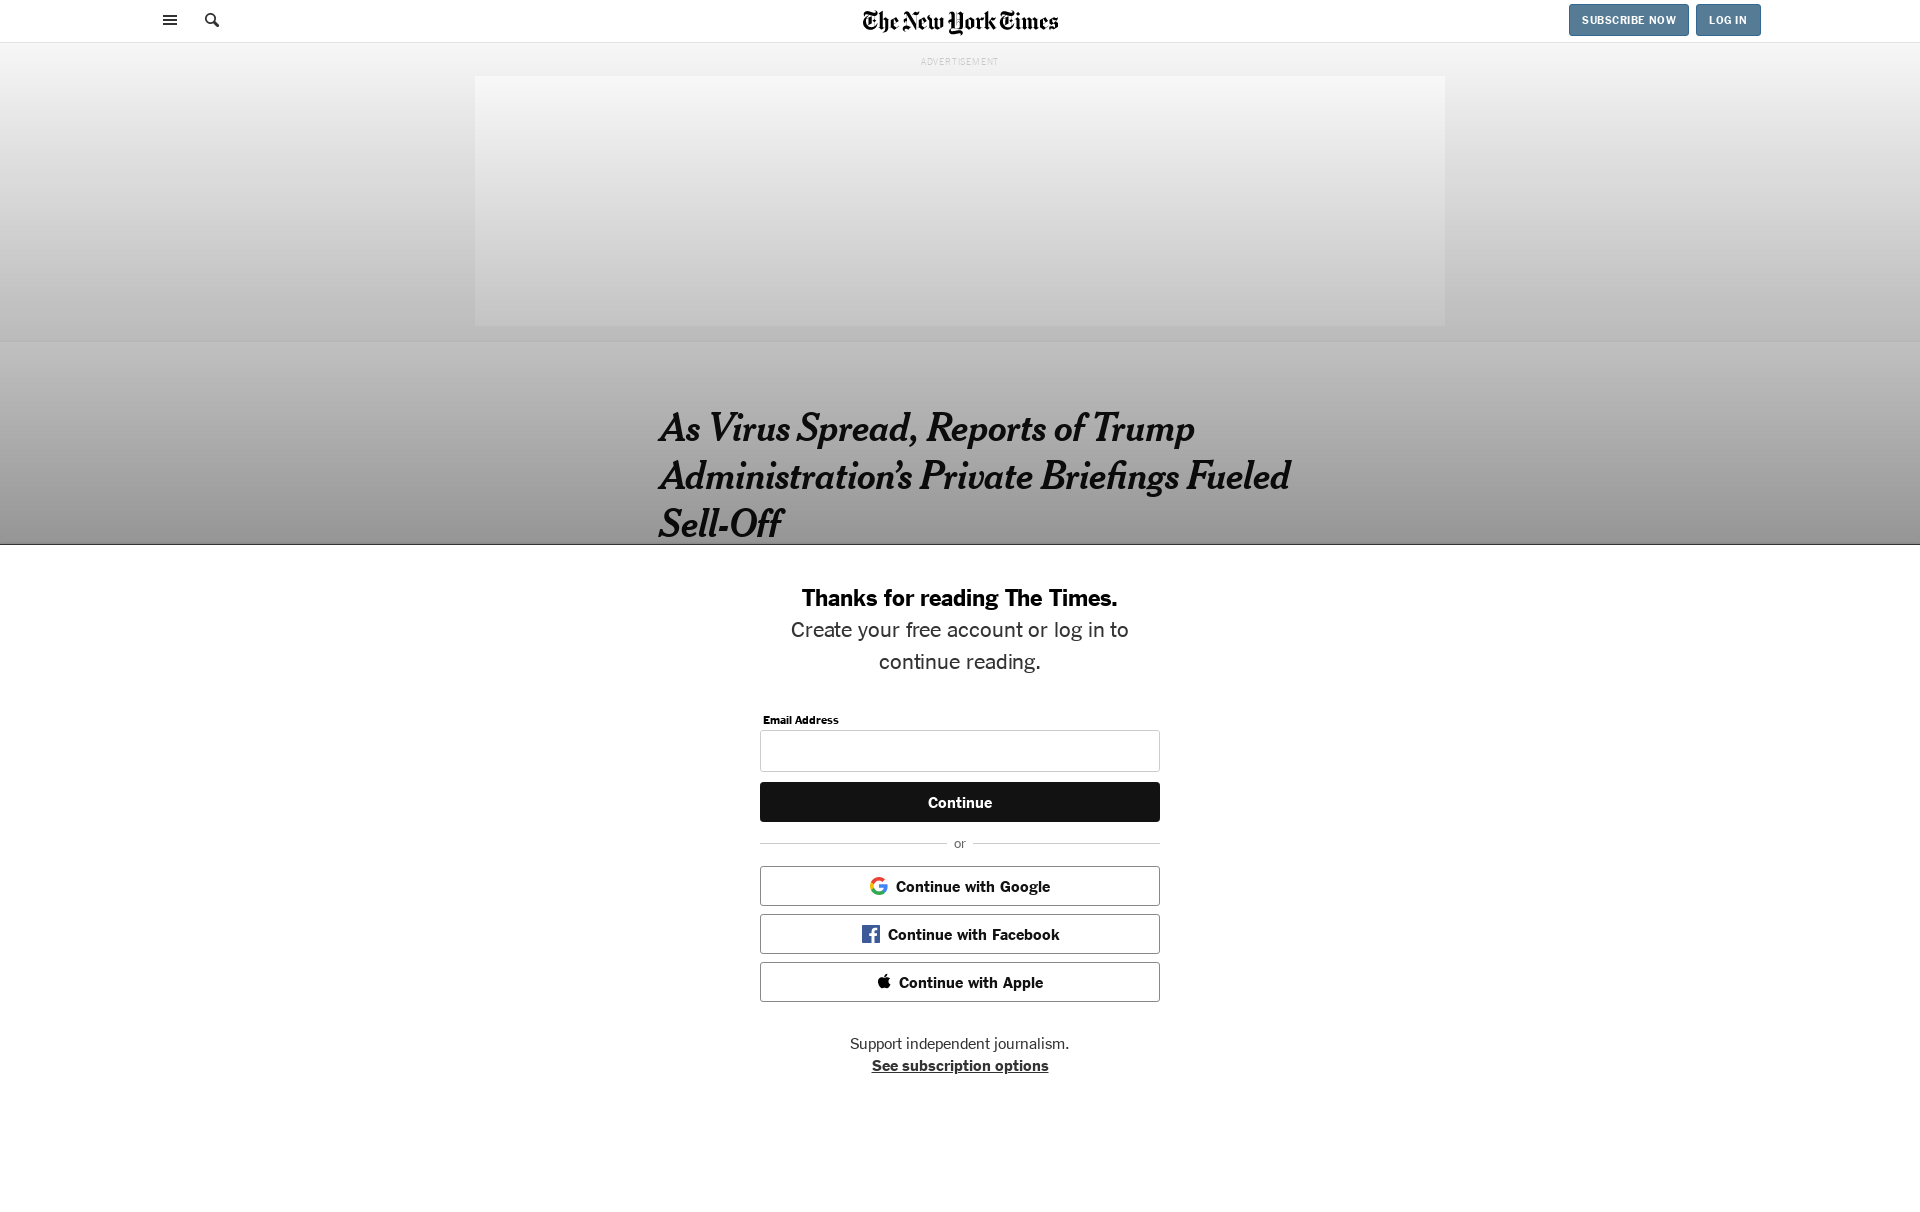 The New York Times
SUBSCRIBE NOW
LOG IN
ADVERTISEMENT
As Virus Spread, Reports of Trump
Administration’s Private Briefings Fueled
Sell-Off
Thanks for reading The Times.
Create your free account or log in to
continue reading.
Email Address
Continue
or
Continue with Google
Continue with Facebook
Continue with Apple
Support independent journalism.
See subscription options